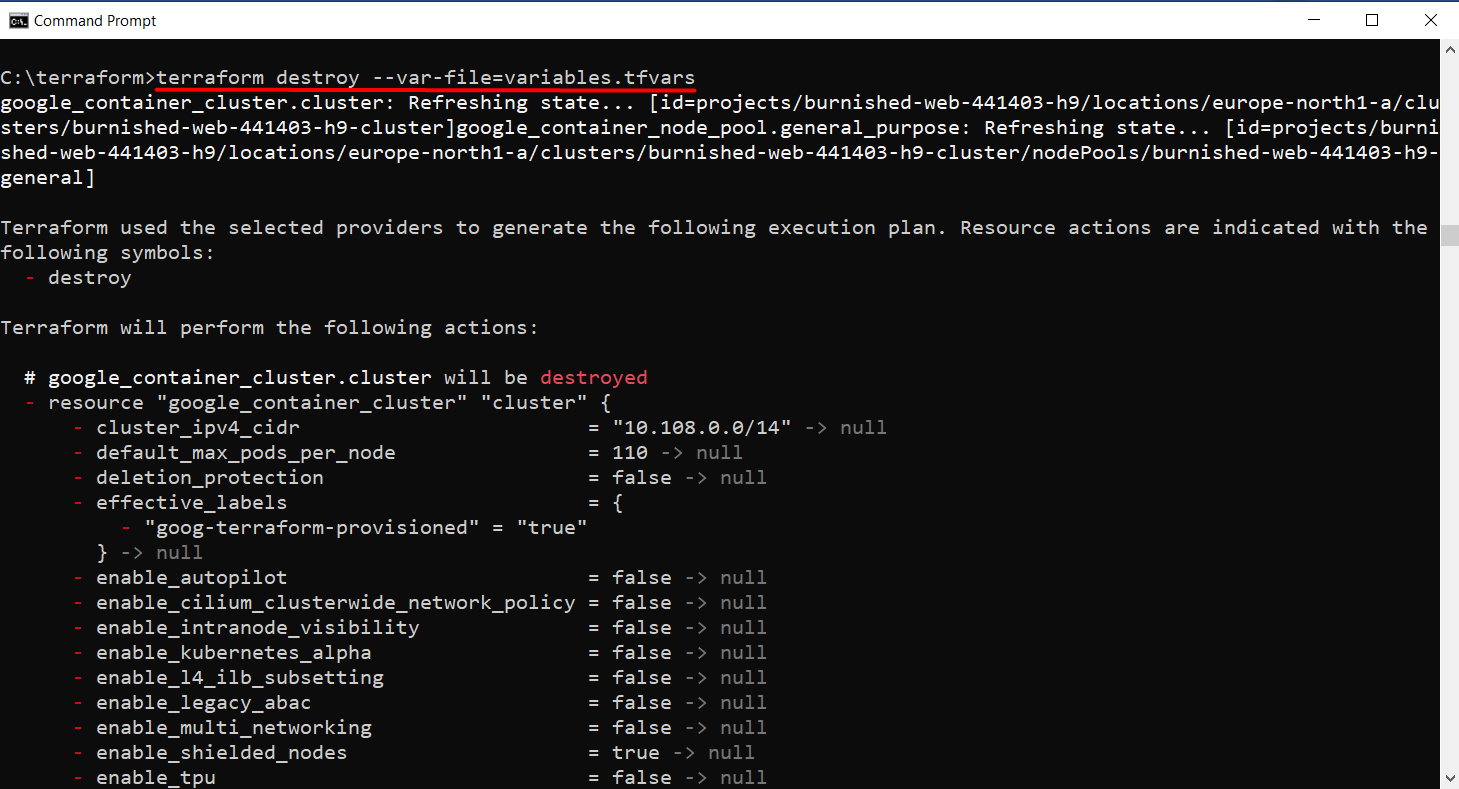 Command Prompt
C:\terraform>terraform destroy --var-file=variables.tfvars
google_container_cluster.cluster: Refreshing state... [id=projects/burnished-web-441403-h9/locations/europe-north1-a/clu
sters/burnished-web-441403-h9-cluster]google_container_node_pool.general_purpose: Refreshing state... [id=projects/burni
shed-web-441403-h9/locations/europe-north1-a/clusters/burnished-web-441403-h9-cluster/nodePools/burnished-web-441403-h9-
general]
Terraform used the selected providers to generate the following execution plan. Resource actions are indicated with the
following symbols:
  - destroy
Terraform will perform the following actions:
  # google_container_cluster.cluster will be destroyed
  - resource "google_container_cluster" "cluster" {
      - cluster_ipv4_cidr                        = "10.108.0.0/14" -> null
      - default_max_pods_per_node                = 110 -> null
      - deletion_protection                      = false -> null
      - effective_labels                         = {
          - "goog-terraform-provisioned" = "true"
        } -> null
      - enable_autopilot                         = false -> null
      - enable_cilium_clusterwide_network_policy = false -> null
      - enable_intranode_visibility              = false -> null
      - enable_kubernetes_alpha                  = false -> null
      - enable_l4_ilb_subsetting                 = false -> null
      - enable_legacy_abac                       = false -> null
      - enable_multi_networking                  = false -> null
      - enable_shielded_nodes                    = true -> null
      - enable_tpu                               = false -> null